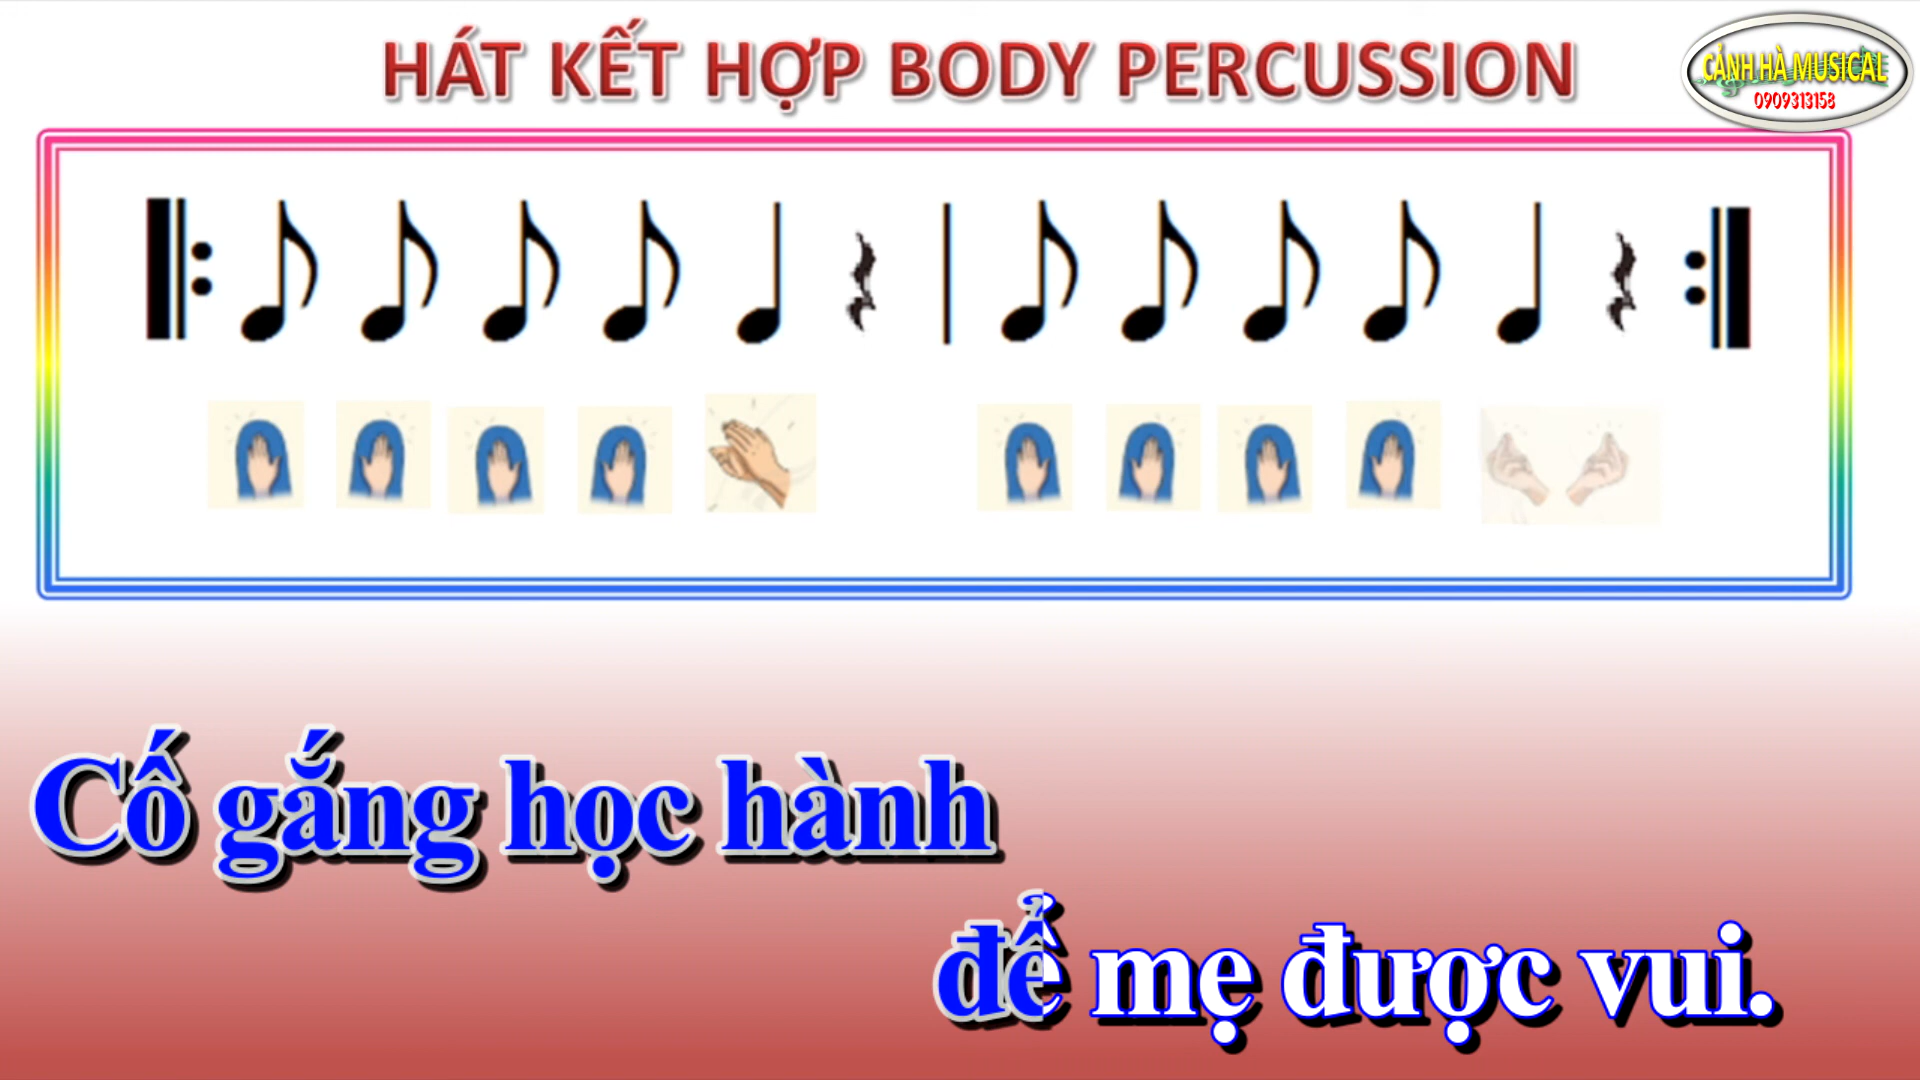 HÁT KẾT HỢP BODY PERCUSSION
CẢNH HÀ MUSICAL
0909313158
Cố gắng học hành
để mẹ được vui.